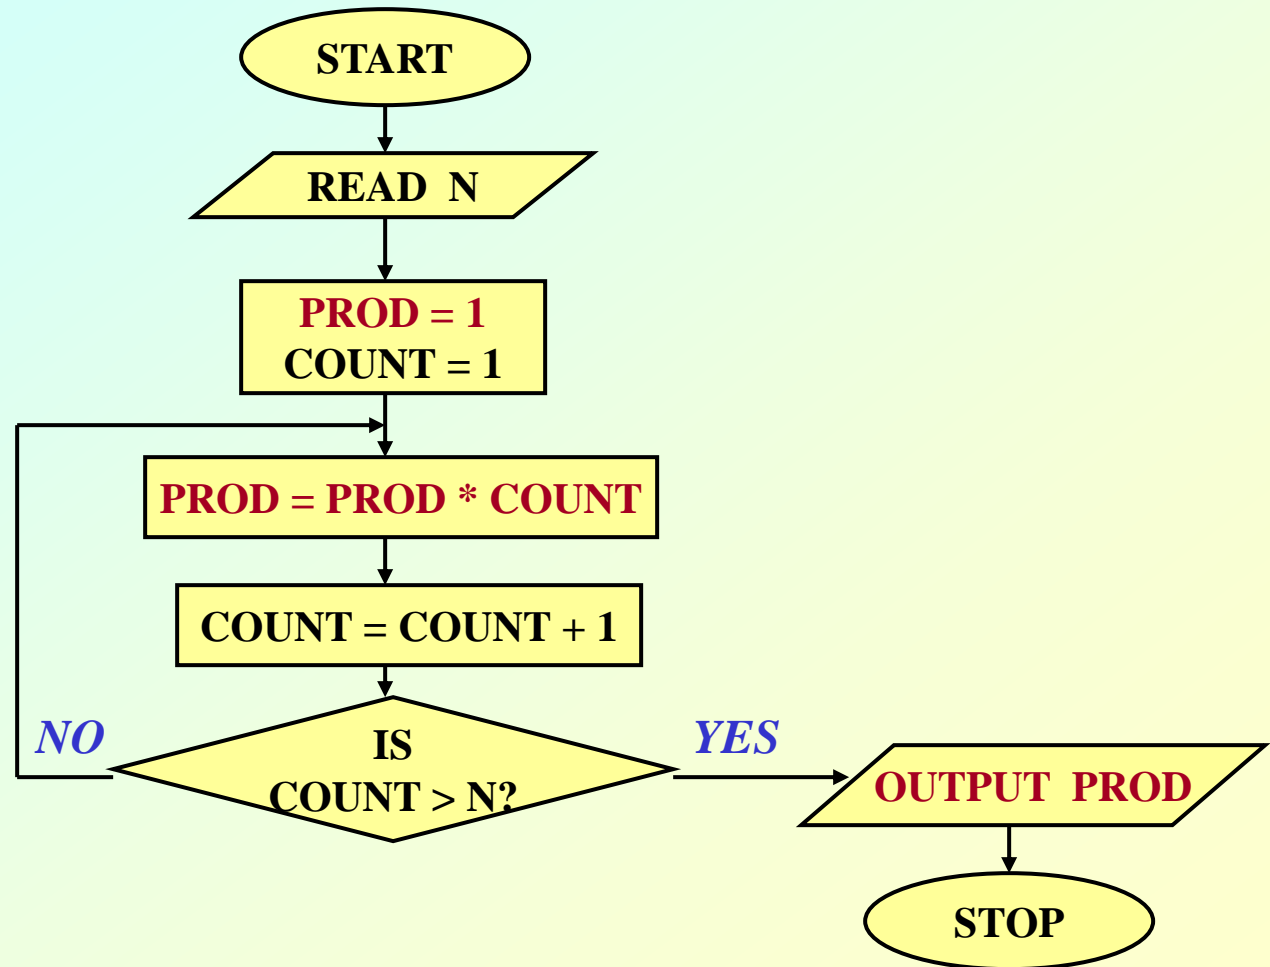 START
READ N
PROD = 1
COUNT = 1
PROD = PROD * COUNT
COUNT = COUNT + 1
IS
COUNT > N?
NO
YES
OUTPUT PROD
STOP